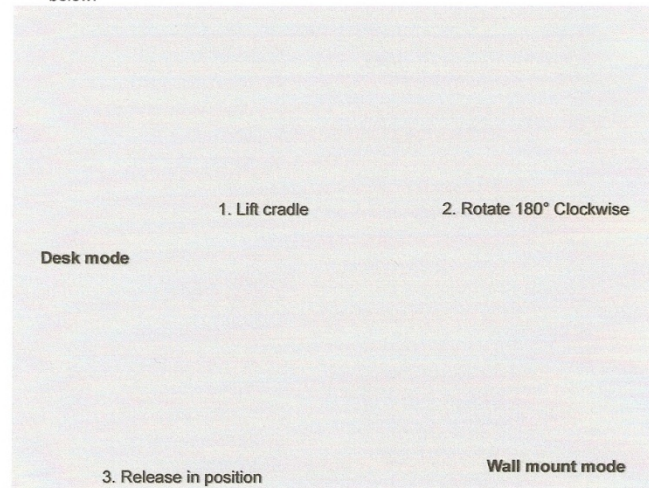 1. Lift cradle
2. Rotate 180° Clockwise
Desk mode
3. Release in position
Wall mount mode